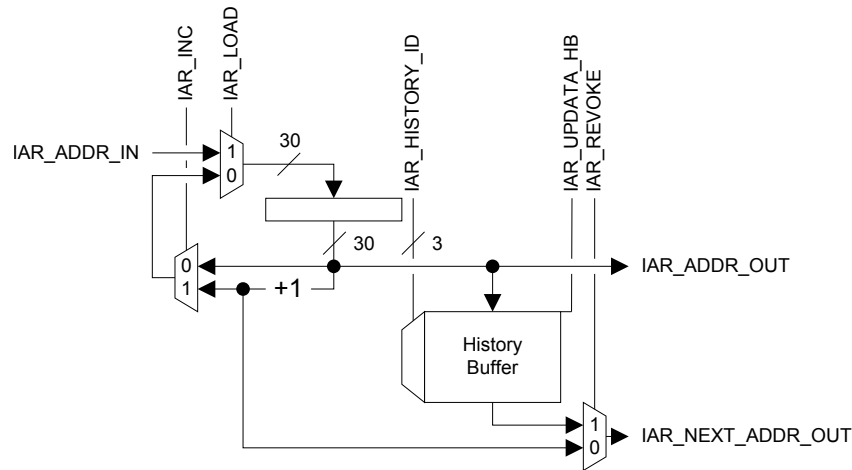 IAR_INC
IAR_LOAD
IAR_HISTORY_ID
IAR_UPDATA_HB
IAR_REVOKE
IAR_ADDR_IN
1
0
30
30
3
0
1
+1
IAR_ADDR_OUT
History
Buffer
1
0
IAR_NEXT_ADDR_OUT